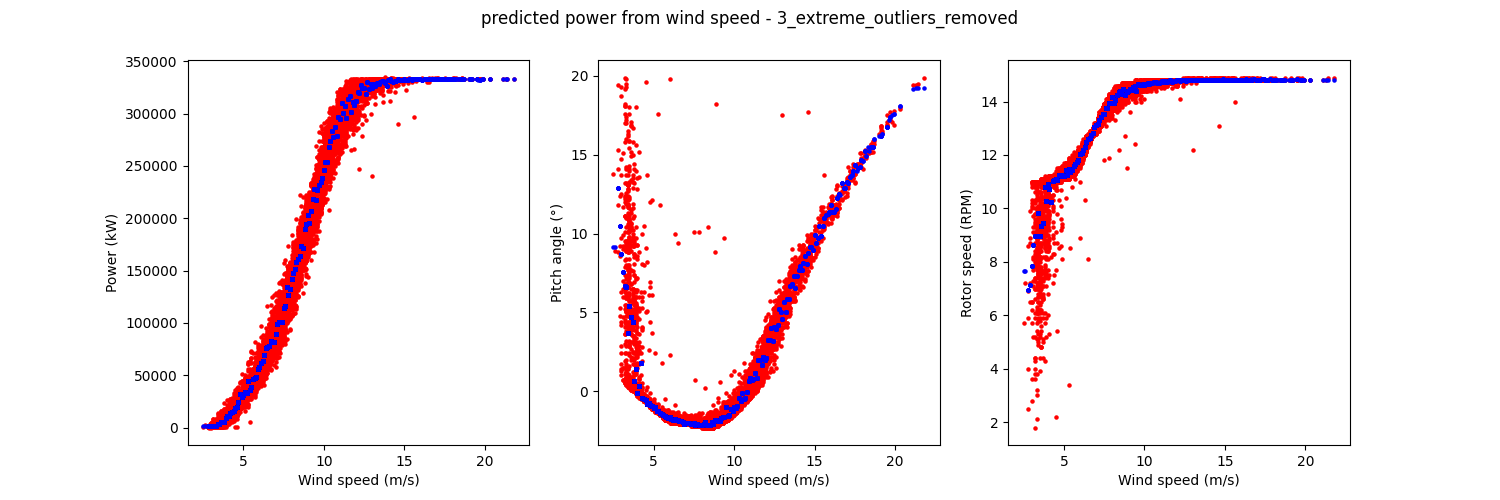 predicted power from wind speed - 3_extreme_outliers_removed
350000
300000
250000
200000
150000
100000
50000
0
Power (kW)
5 10 15 20
Wind speed (m/s)
20
15
10
5
0
Pitch angle (°)
5 10 15 20
Wind speed (m/s)
14
12
10
8
6
4
2
Rotor speed (RPM)
5 10 15 20
Wind speed (m/s)